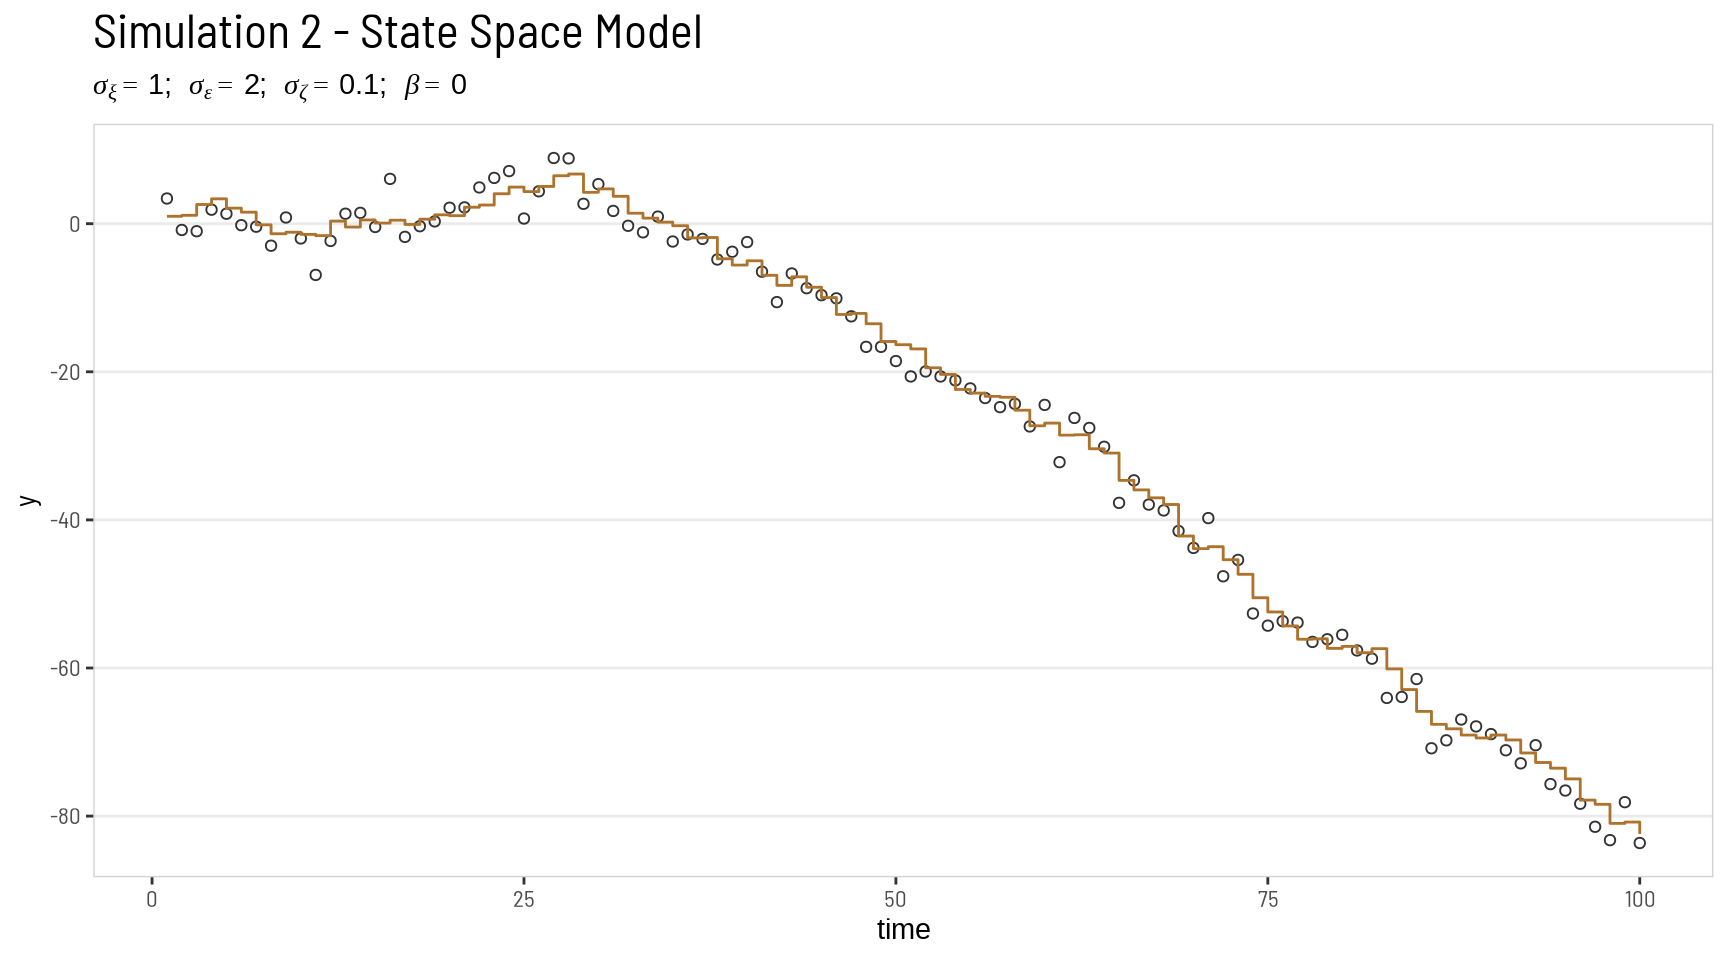 Simulation 2 - State Space Model
σξ = 1;  σε = 2;  σζ = 0.1;  β = 0
0
-20
-40
-60
-80
y
0 25 50 75 100
time